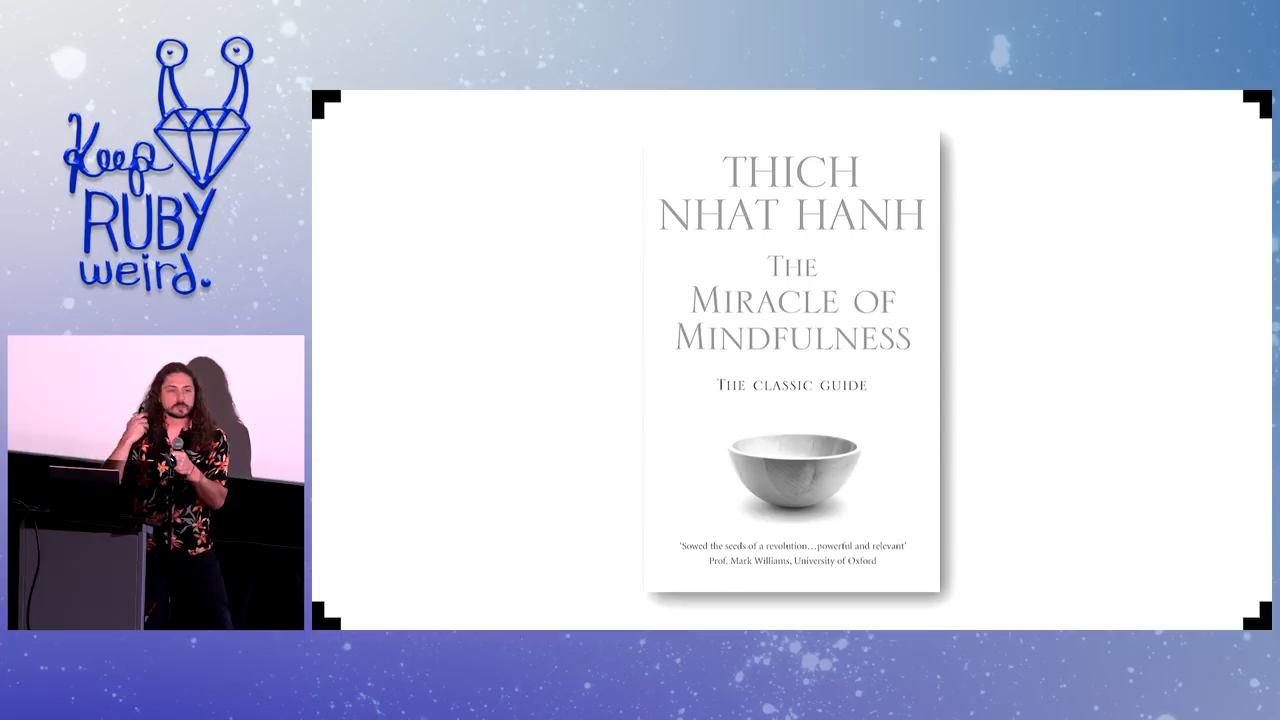 Keep
RUBY
weird.
THICH
NHAT HANH
THE
MIRACLE OF
MINDFULNESS
THE CLASSIC GUIDE
'Sowed the seeds of a revolution...powerful and relevant'
Prof. Mark Williams, University of Oxford